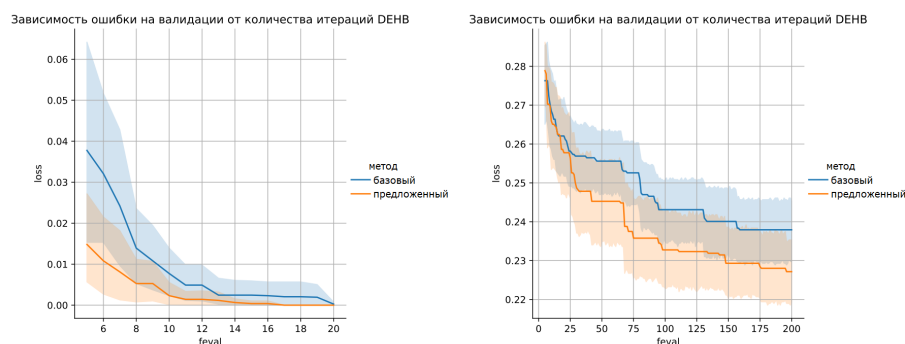 Зависимость ошибки на валидации от количества итераций DEHB
0.06
0.05
0.04
0.03
0.02
0.01
0.00
loss
6 8 10 12 14 16 18 20
feval
метод
базовый
предложенный
Зависимость ошибки на валидации от количества итераций DEHB
0.28
0.27
0.26
0.25
0.24
0.23
0.22
loss
0 25 50 75 100 125 150 175 200
feval
метод
базовый
предложенный